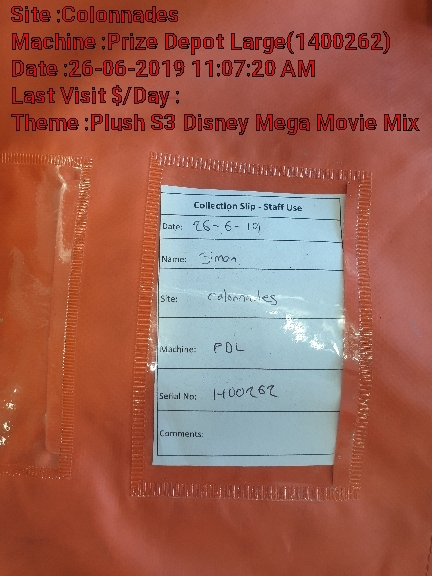 Site :Colonnades
Machine :Prize Depot Large(1400262)
Date :26-06-2019 11:07:20 AM
Last Visit $/Day :
Theme :Plush S3 Disney Mega Movie Mix
Collection Slip - Staff Use
Date: 26-6-19
Name: Simon
Site: Colonnades
Machine: PDL
Serial No: 1400262
Comments: